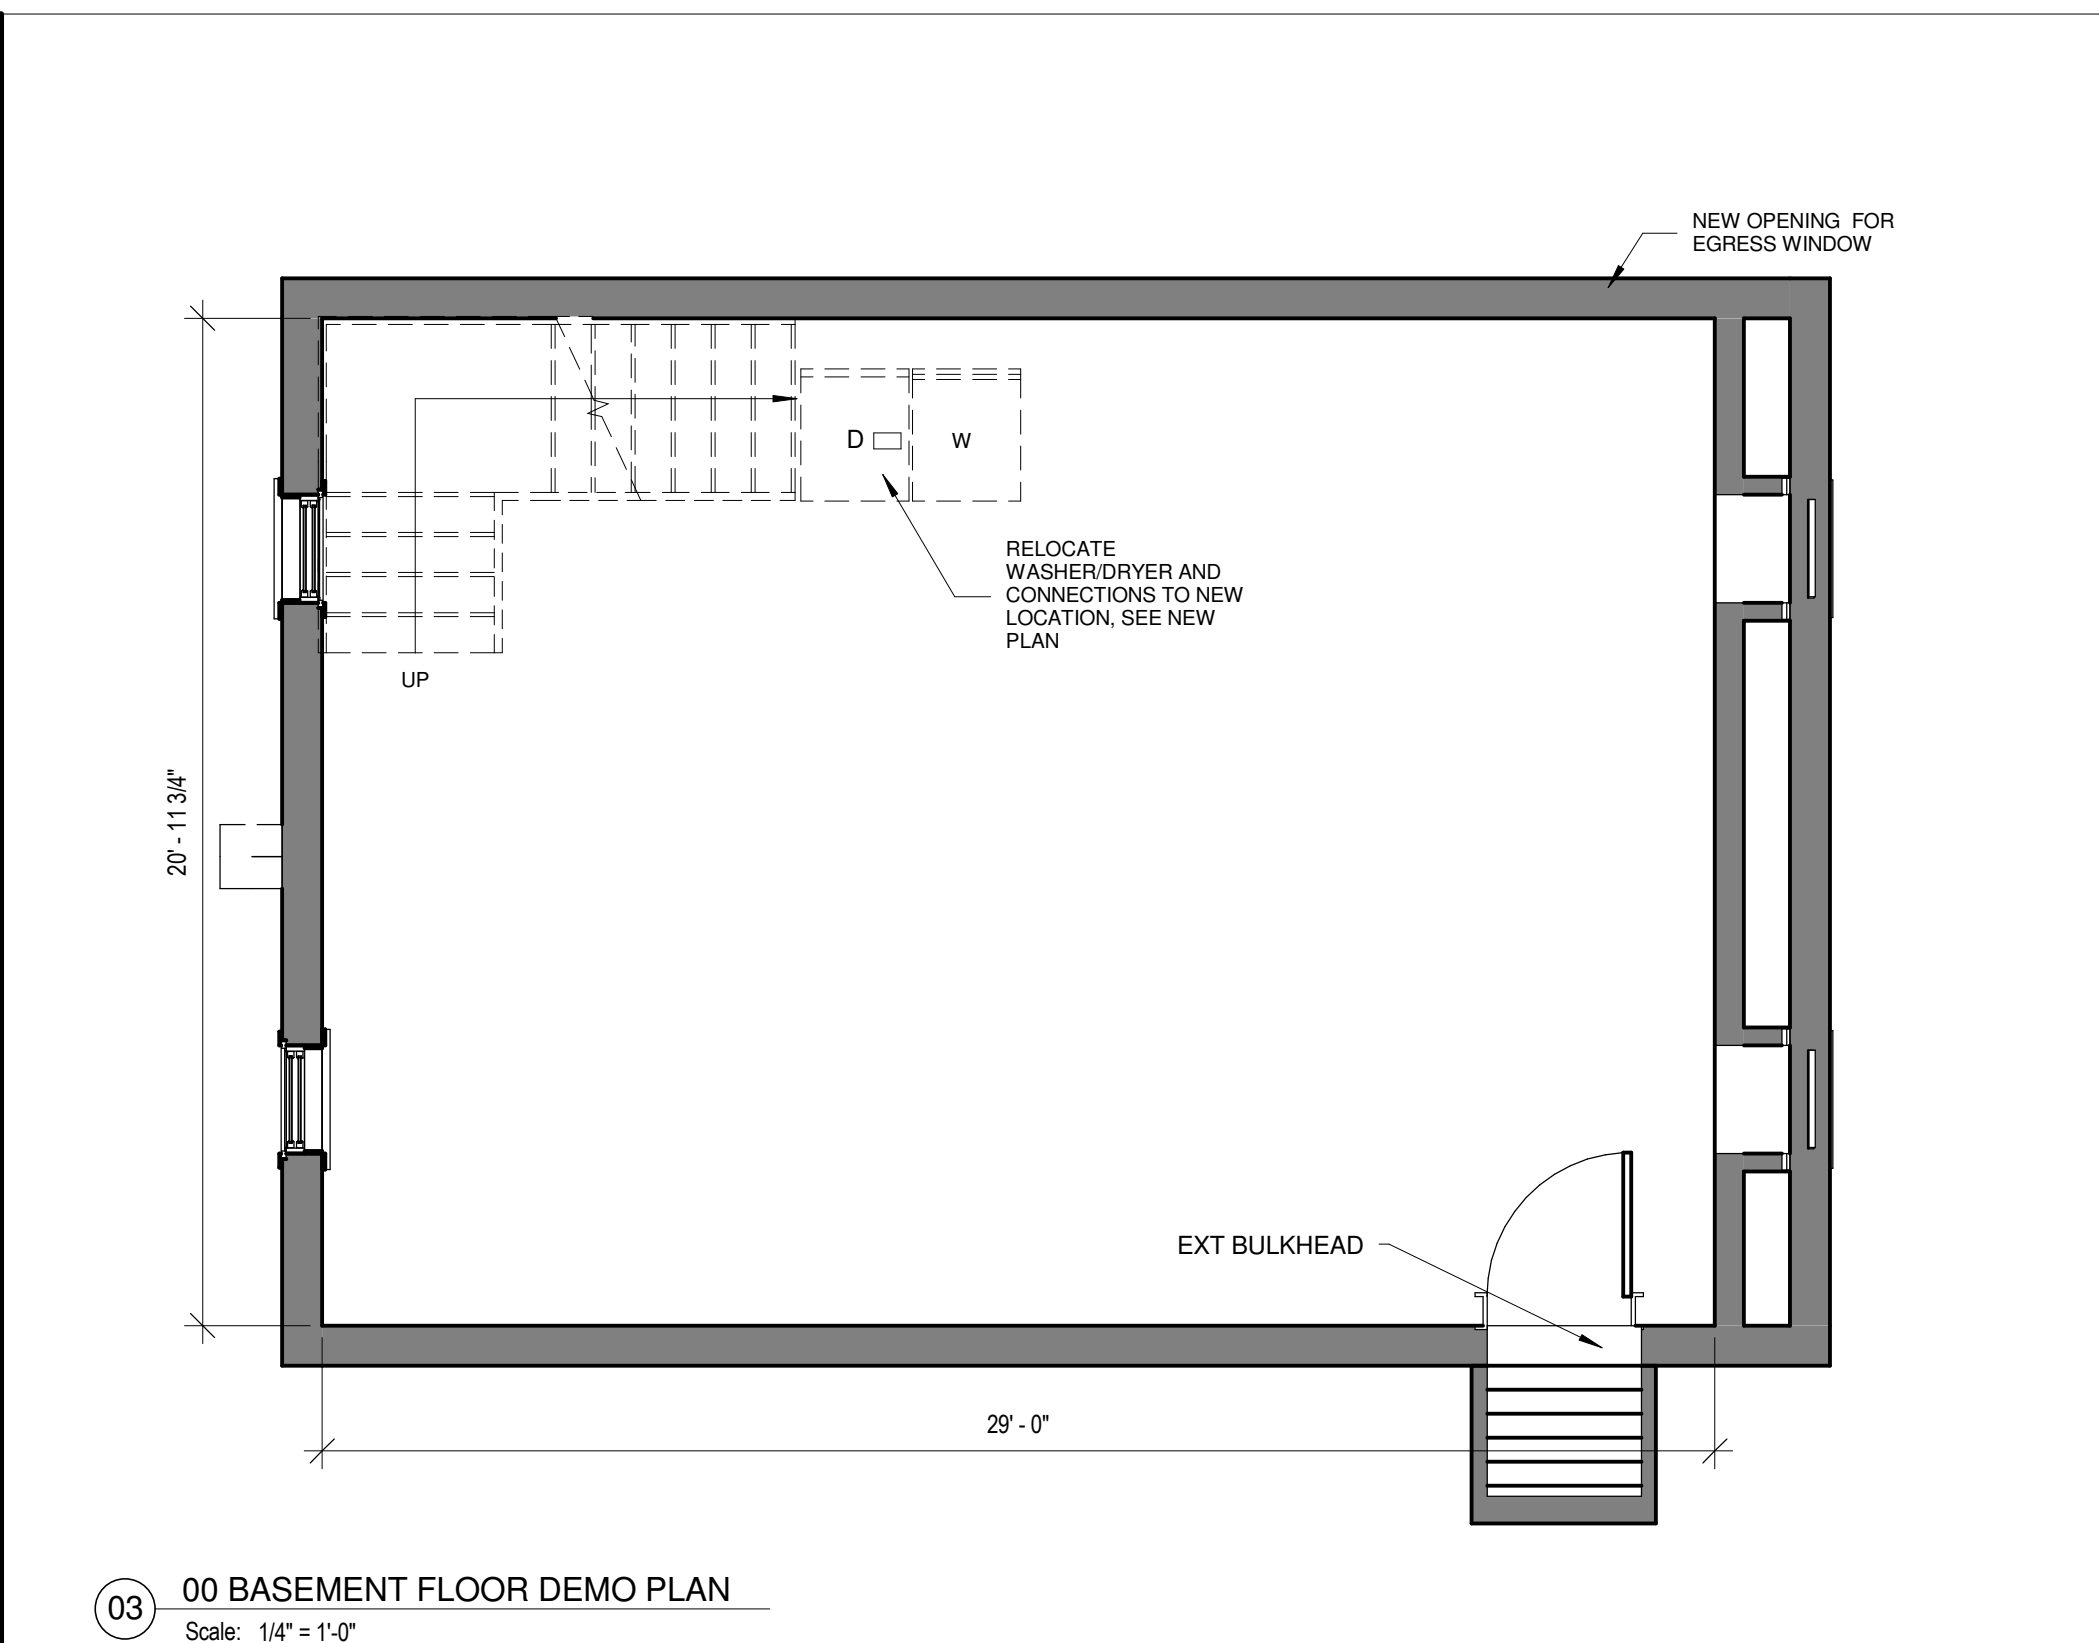 NEW OPENING  FOR
EGRESS WINDOW
D
W
RELOCATE
WASHER/DRYER AND
CONNECTIONS TO NEW
LOCATION, SEE NEW
PLAN
UP
20' - 11 3/4"
EXT BULKHEAD
29' - 0"
03
00 BASEMENT FLOOR DEMO PLAN
Scale:   1/4" = 1'-0"